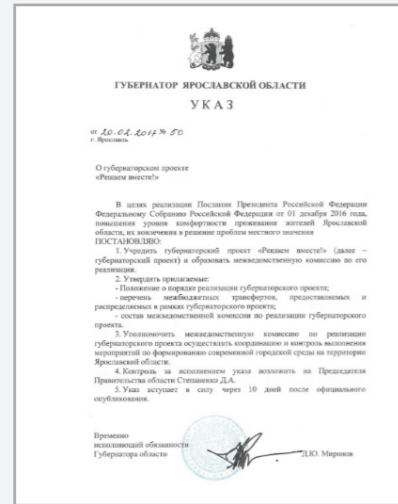 ГУБЕРНАТОР ЯРОСЛАВСКОЙ ОБЛАСТИ
УКАЗ
от 20.02.2017 № 50
г. Ярославль
О губернаторском проекте
«Решаем вместе!»
В целях реализации Послания Президента Российской Федерации
Федеральному Собранию Российской Федерации от 01 декабря 2016 года,
повышения уровня комфортности проживания жителей Ярославской
области, их вовлечения в решение проблем местного значения
ПОСТАНОВЛЯЮ:
1. Учредить губернаторский проект «Решаем вместе!» (далее –
губернаторский проект) и образовать межведомственную комиссию по его
реализации.
2. Утвердить прилагаемые:
- Положение о порядке реализации губернаторского проекта;
- перечень межбюджетных трансфертов, предоставляемых и
распределяемых в рамках губернаторского проекта;
- состав межведомственной комиссии по реализации губернаторского
проекта.
3. Уполномочить межведомственную комиссию по реализации
губернаторского проекта осуществлять координацию и контроль выполнения
мероприятий по формированию современной городской среды на территории
Ярославской области.
4. Контроль за исполнением указа возложить на Председателя
Правительства области Степаненко Д.А.
5. Указ вступает в силу через 10 дней после официального
опубликования.
Временно
исполняющий обязанности
Губернатора области Д.Ю. Миронов